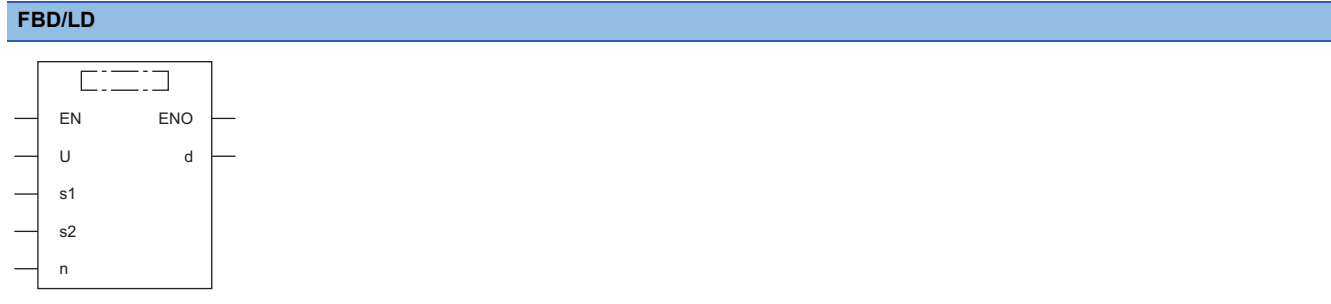 FBD/LD
EN ENO
U d
s1
s2
n